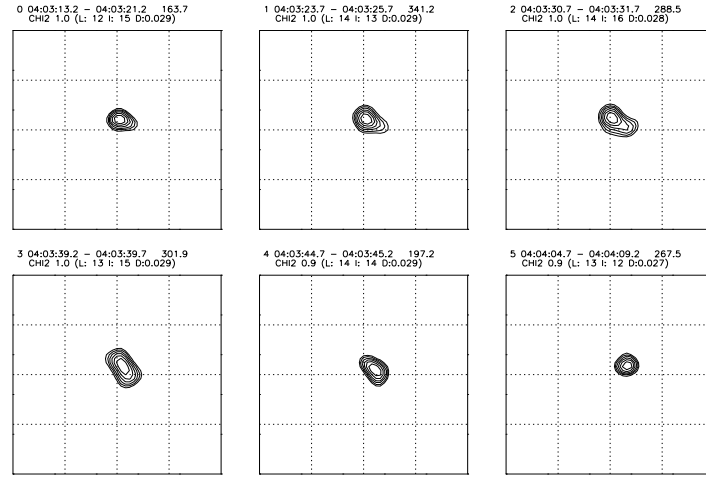 0 04:03:13.2 – 04:03:21.2 163.7
CHI2 1.0 (L: 12 I: 15 D:0.029)
1 04:03:23.7 – 04:03:25.7 341.2
CHI2 1.0 (L: 14 I: 13 D:0.029)
2 04:03:30.7 – 04:03:31.7 288.5
CHI2 1.0 (L: 14 I: 16 D:0.028)
3 04:03:39.2 – 04:03:39.7 301.9
CHI2 1.0 (L: 13 I: 15 D:0.029)
4 04:03:44.7 – 04:03:45.2 197.2
CHI2 0.9 (L: 14 I: 14 D:0.029)
5 04:04:04.7 – 04:04:09.2 267.5
CHI2 0.9 (L: 13 I: 12 D:0.027)